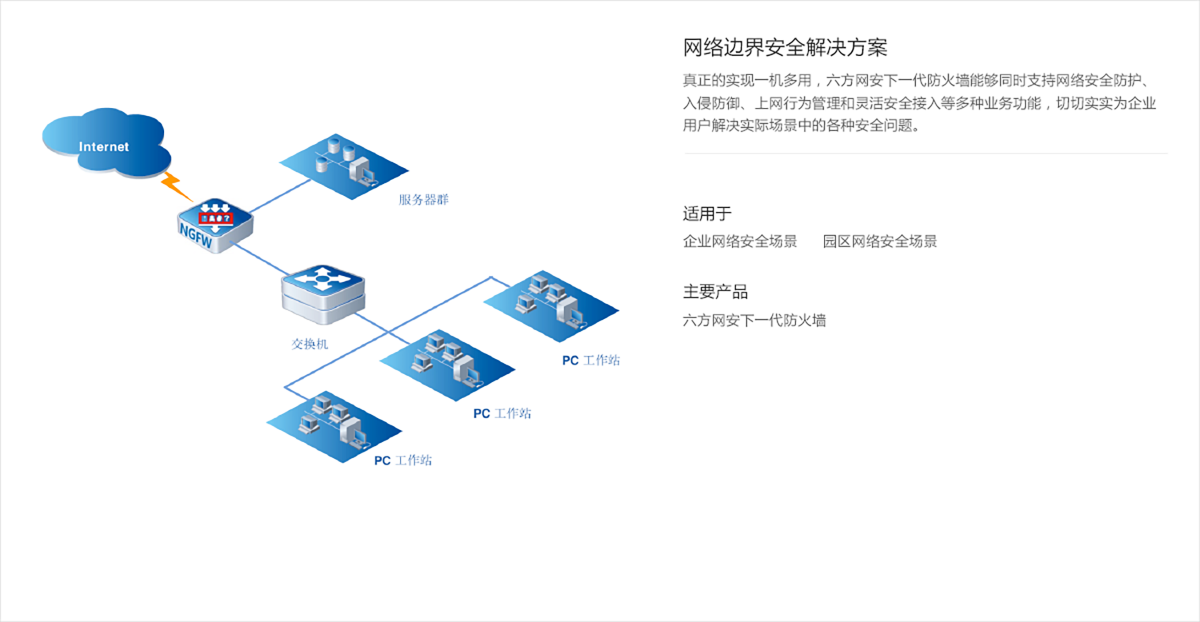 网络边界安全解决方案
真正的实现一机多用，六方网安下一代防火墙能够同时支持网络安全防护、
入侵防御、上网行为管理和灵活安全接入等多种业务功能，切切实实为企业
用户解决实际场景中的各种安全问题。
适用于
企业网络安全场景 园区网络安全场景
主要产品
六方网安下一代防火墙
Internet
服务器群
NGFW
交换机
PC 工作站
PC 工作站
PC 工作站